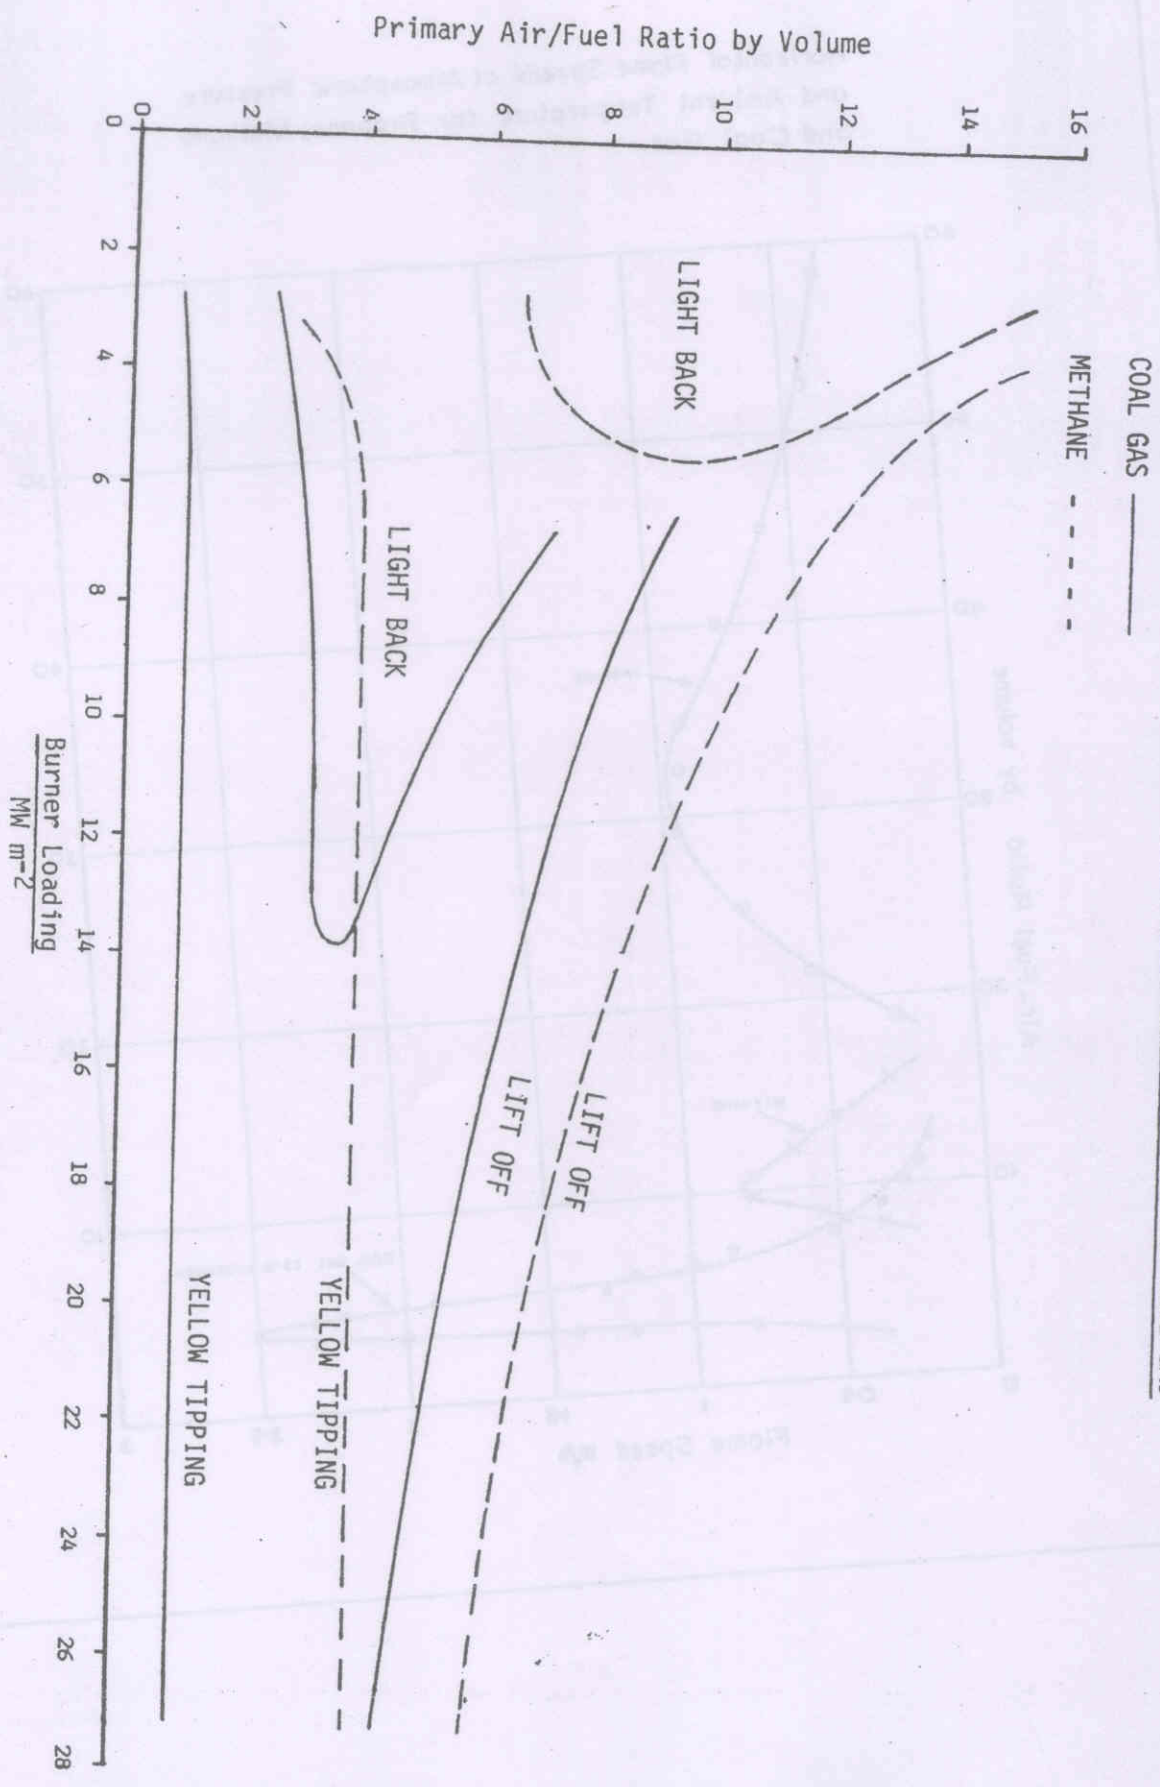 COAL GAS
METHANE
Primary Air/Fuel Ratio by Volume
16
14
12
10
8
6
4
2
0
0
2
4
6
8
10
12
14
16
18
20
22
24
26
28
Burner Loading
MW m-2
LIGHT BACK
LIGHT BACK
LIFT OFF
LIFT OFF
YELLOW TIPPING
YELLOW TIPPING